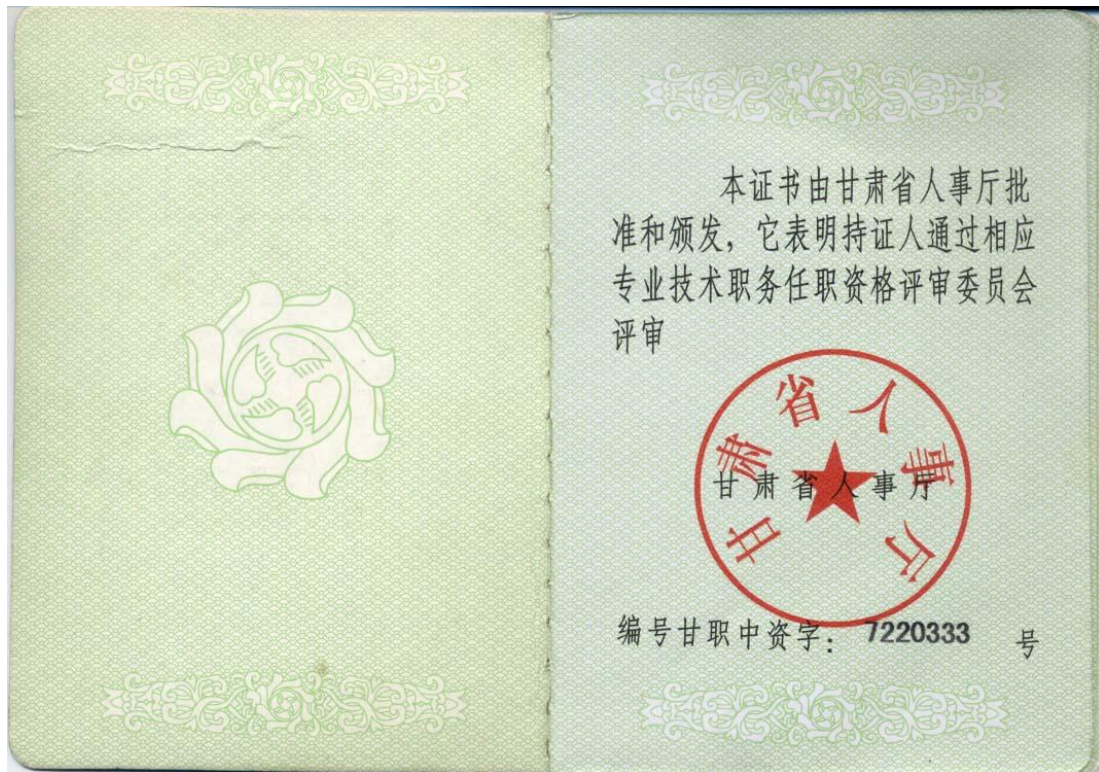 本证书由甘肃省人事厅批
准和颁发，它表明持证人通过相应
专业技术职务任职资格评审委员会
评审
甘肃省人事厅
甘肃省人事厅
编号甘职中资字：7220333 号